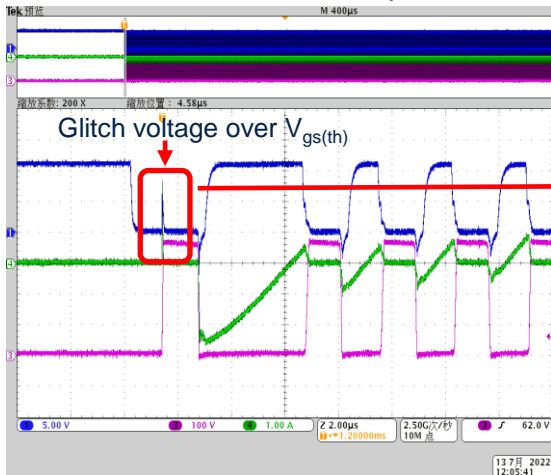 Tek 预览
M 400µs
缩放系数: 200 X
缩放位置: 4.58µs
Glitch voltage over Vgs(th)
1
4
3
1
4
3
1 5.00 V
3 100 V
4 1.00 A
Z 2.00µs
1.20000ms
2.50G次/秒
10M 点
3
62.0 V
13 7月 2022
12:05:41